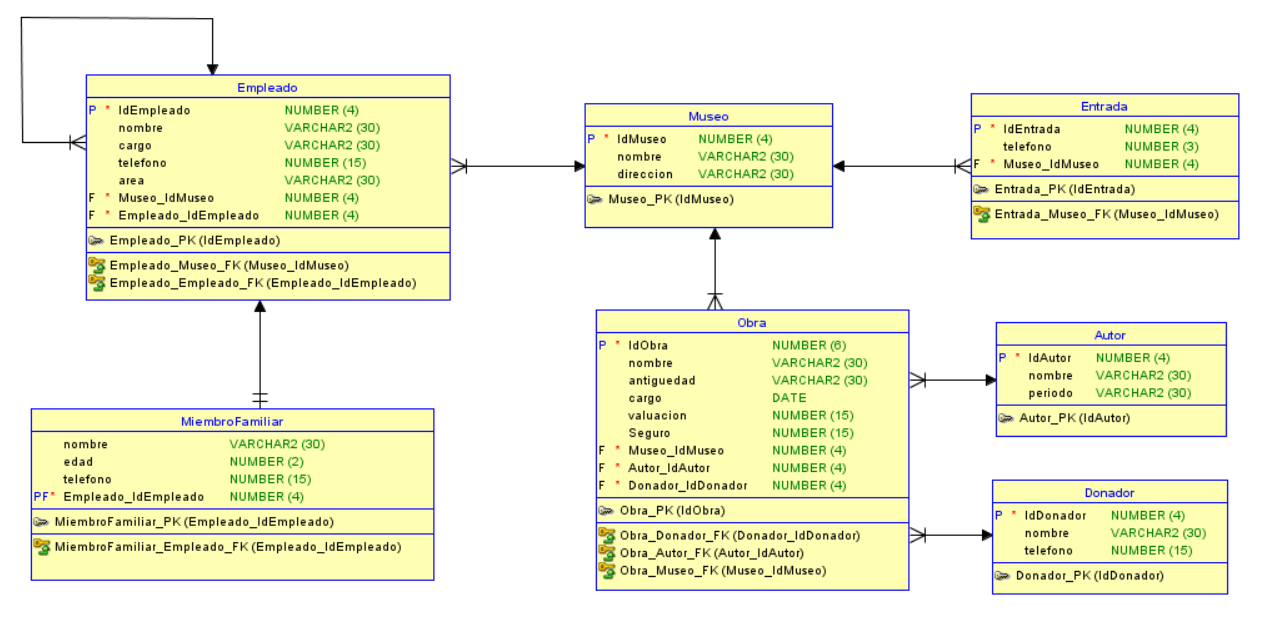 Empleado
P * IdEmpleado NUMBER (4)
nombre VARCHAR2 (30)
cargo VARCHAR2 (30)
telefono NUMBER (15)
area VARCHAR2 (30)
F * Museo_IdMuseo NUMBER (4)
F * Empleado_IdEmpleado NUMBER (4)
Empleado_PK (IdEmpleado)
Empleado_Museo_FK (Museo_IdMuseo)
Empleado_Empleado_FK (Empleado_IdEmpleado)
Museo
P * IdMuseo NUMBER (4)
nombre VARCHAR2 (30)
direccion VARCHAR2 (30)
Museo_PK (IdMuseo)
Entrada
P * IdEntrada NUMBER (4)
telefono NUMBER (3)
F * Museo_IdMuseo NUMBER (4)
Entrada_PK (IdEntrada)
Entrada_Museo_FK (Museo_IdMuseo)
MiembroFamiliar
nombre VARCHAR2 (30)
edad NUMBER (2)
telefono NUMBER (15)
PF* Empleado_IdEmpleado NUMBER (4)
MiembroFamiliar_PK (Empleado_IdEmpleado)
MiembroFamiliar_Empleado_FK (Empleado_IdEmpleado)
Obra
P * IdObra NUMBER (6)
nombre VARCHAR2 (30)
antiguedad VARCHAR2 (30)
cargo DATE
valuacion NUMBER (15)
Seguro NUMBER (15)
F * Museo_IdMuseo NUMBER (4)
F * Autor_IdAutor NUMBER (4)
F * Donador_IdDonador NUMBER (4)
Obra_PK (IdObra)
Obra_Donador_FK (Donador_IdDonador)
Obra_Autor_FK (Autor_IdAutor)
Obra_Museo_FK (Museo_IdMuseo)
Autor
P * IdAutor NUMBER (4)
nombre VARCHAR2 (30)
periodo VARCHAR2 (30)
Autor_PK (IdAutor)
Donador
P * IdDonador NUMBER (4)
nombre VARCHAR2 (30)
telefono NUMBER (15)
Donador_PK (IdDonador)